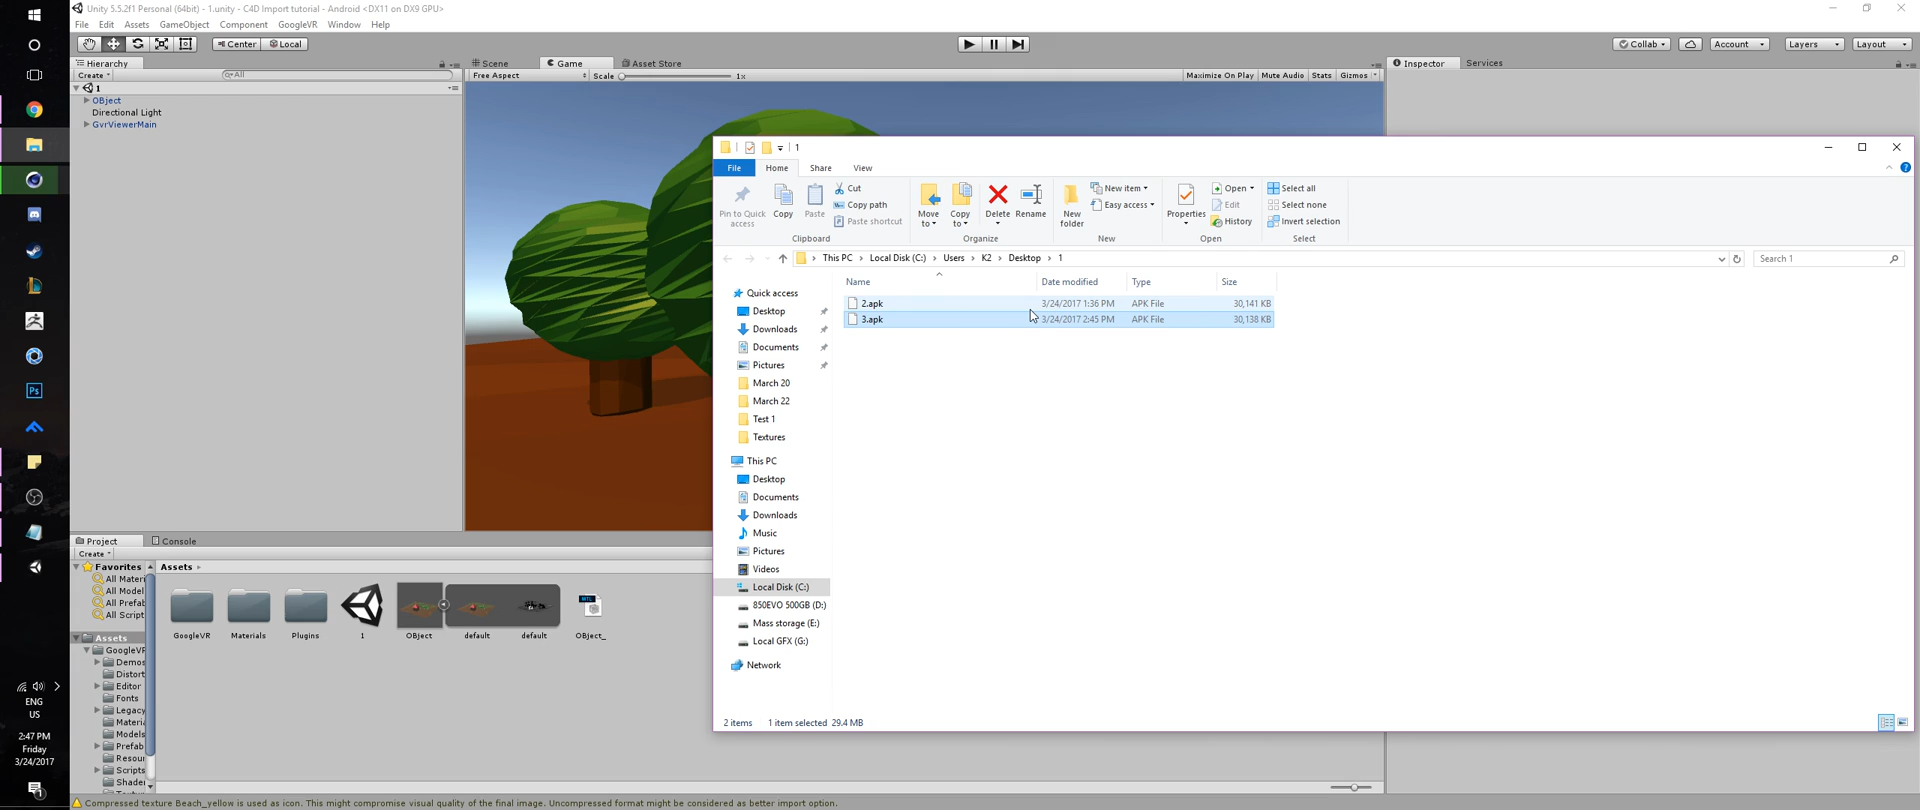 Unity 5.5.2f1 Personal (64bit) - 1.unity - C4D Import tutorial - Android <DX11 on DX9 GPU>
File Edit Assets GameObject Component GoogleVR Window Help
Center Local
Collab Account Layers Layout
Hierarchy
Create All
1
OBject
Directional Light
GvrViewerMain
Scene Game Asset Store
Free Aspect Scale 1x
Maximize On Play Mute Audio Stats Gizmos
Inspector Services
1
File Home Share View
Pin to Quick access
Copy
Paste
Cut
Copy path
Paste shortcut
Clipboard
Move to
Copy to
Delete
Rename
Organize
New folder
New item
Easy access
New
Properties
Open
Edit
History
Open
Select all
Select none
Invert selection
Select
This PC Local Disk (C:) Users K2 Desktop 1
Search 1
Name Date modified Type Size
2.apk 3/24/2017 1:36 PM APK File 30,141 KB
3.apk 3/24/2017 2:45 PM APK File 30,138 KB
Quick access
Desktop
Downloads
Documents
Pictures
March 20
March 22
Test 1
Textures
This PC
Desktop
Documents
Downloads
Music
Pictures
Videos
Local Disk (C:)
850EVO 500GB (D:)
Mass storage (E:)
Local GFX (G:)
Network
2 items 1 item selected 29.4 MB
Project Console
Create
Favorites
All Mater
All Model
All Prefab
All Script
Assets
GoogleVR
Demos
Distort
Editor
Fonts
Legacy
Materia
Models
Prefab
Resour
Scripts
Shader
Assets
GoogleVR Materials Plugins 1 OBject default default OBject_
MTL
Ps
ENG
US
2:47 PM
Friday
3/24/2017
1
Compressed texture Beach_yellow is used as icon. This might compromise visual quality of the final image. Uncompressed format might be considered as better import option.